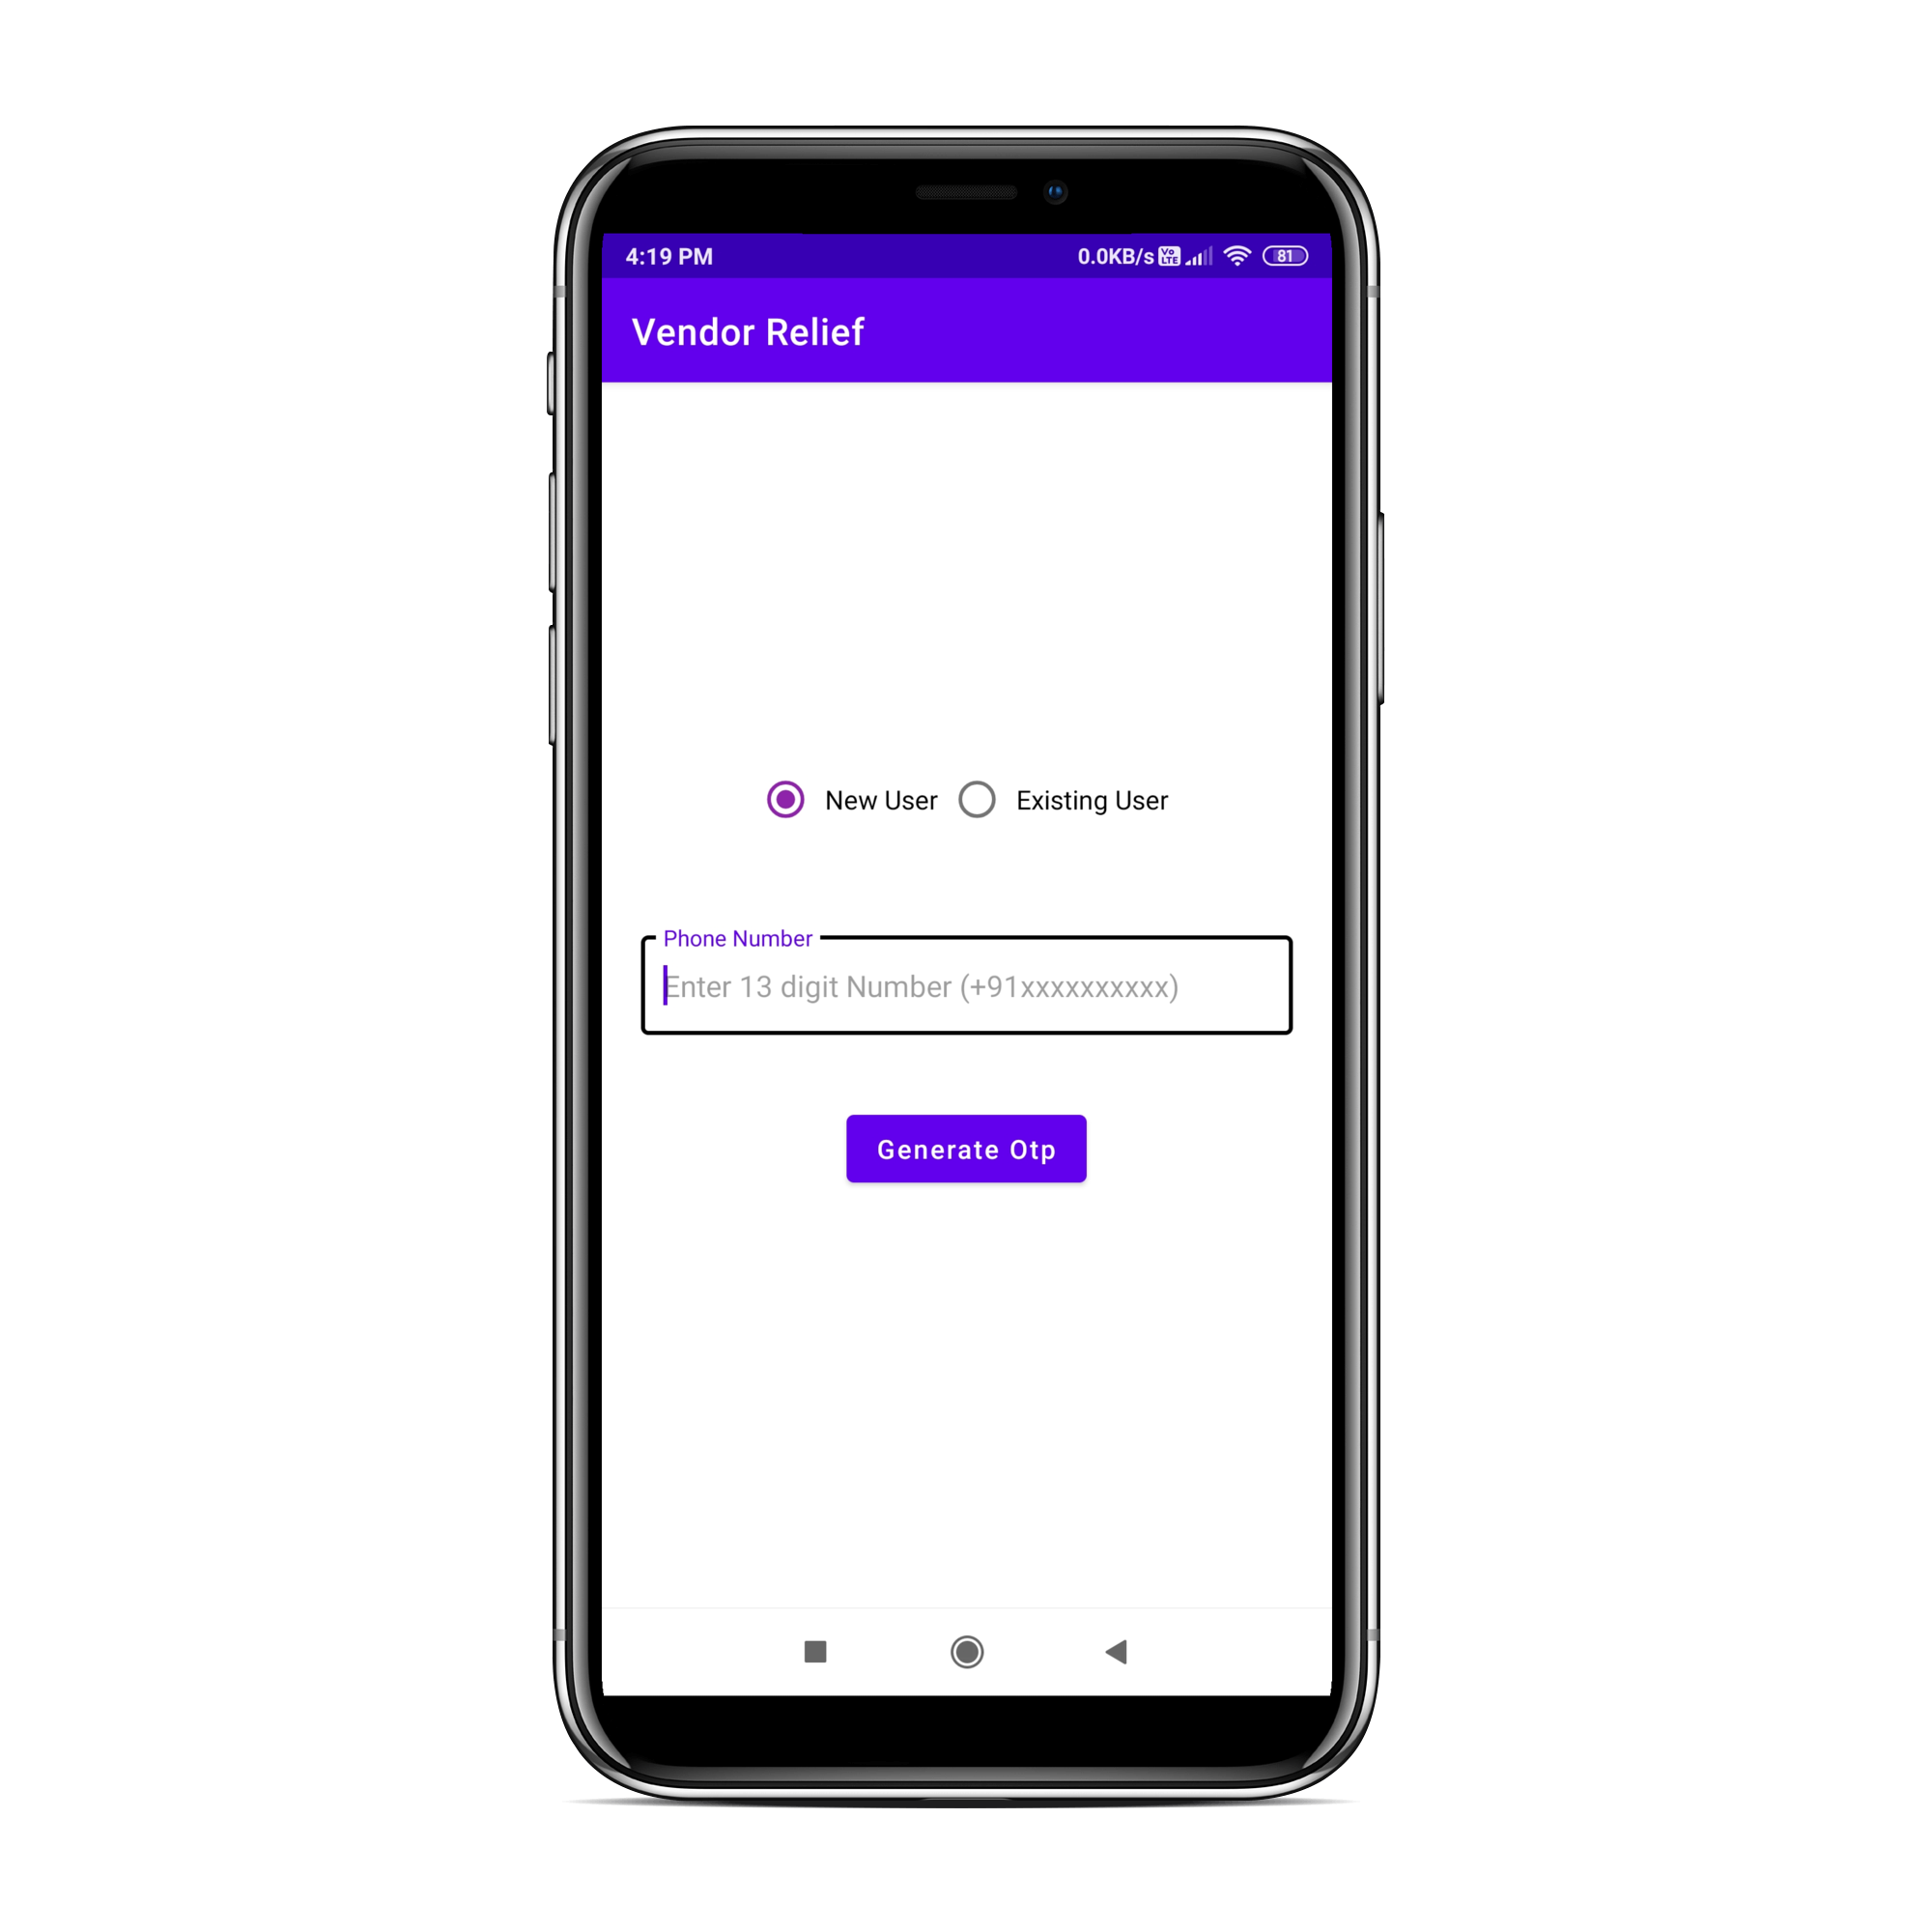 4:19 PM 0.0KB/s Vo LTE 81
Vendor Relief
New User Existing User
Phone Number
Enter 13 digit Number (+91xxxxxxxxxx)
Generate Otp